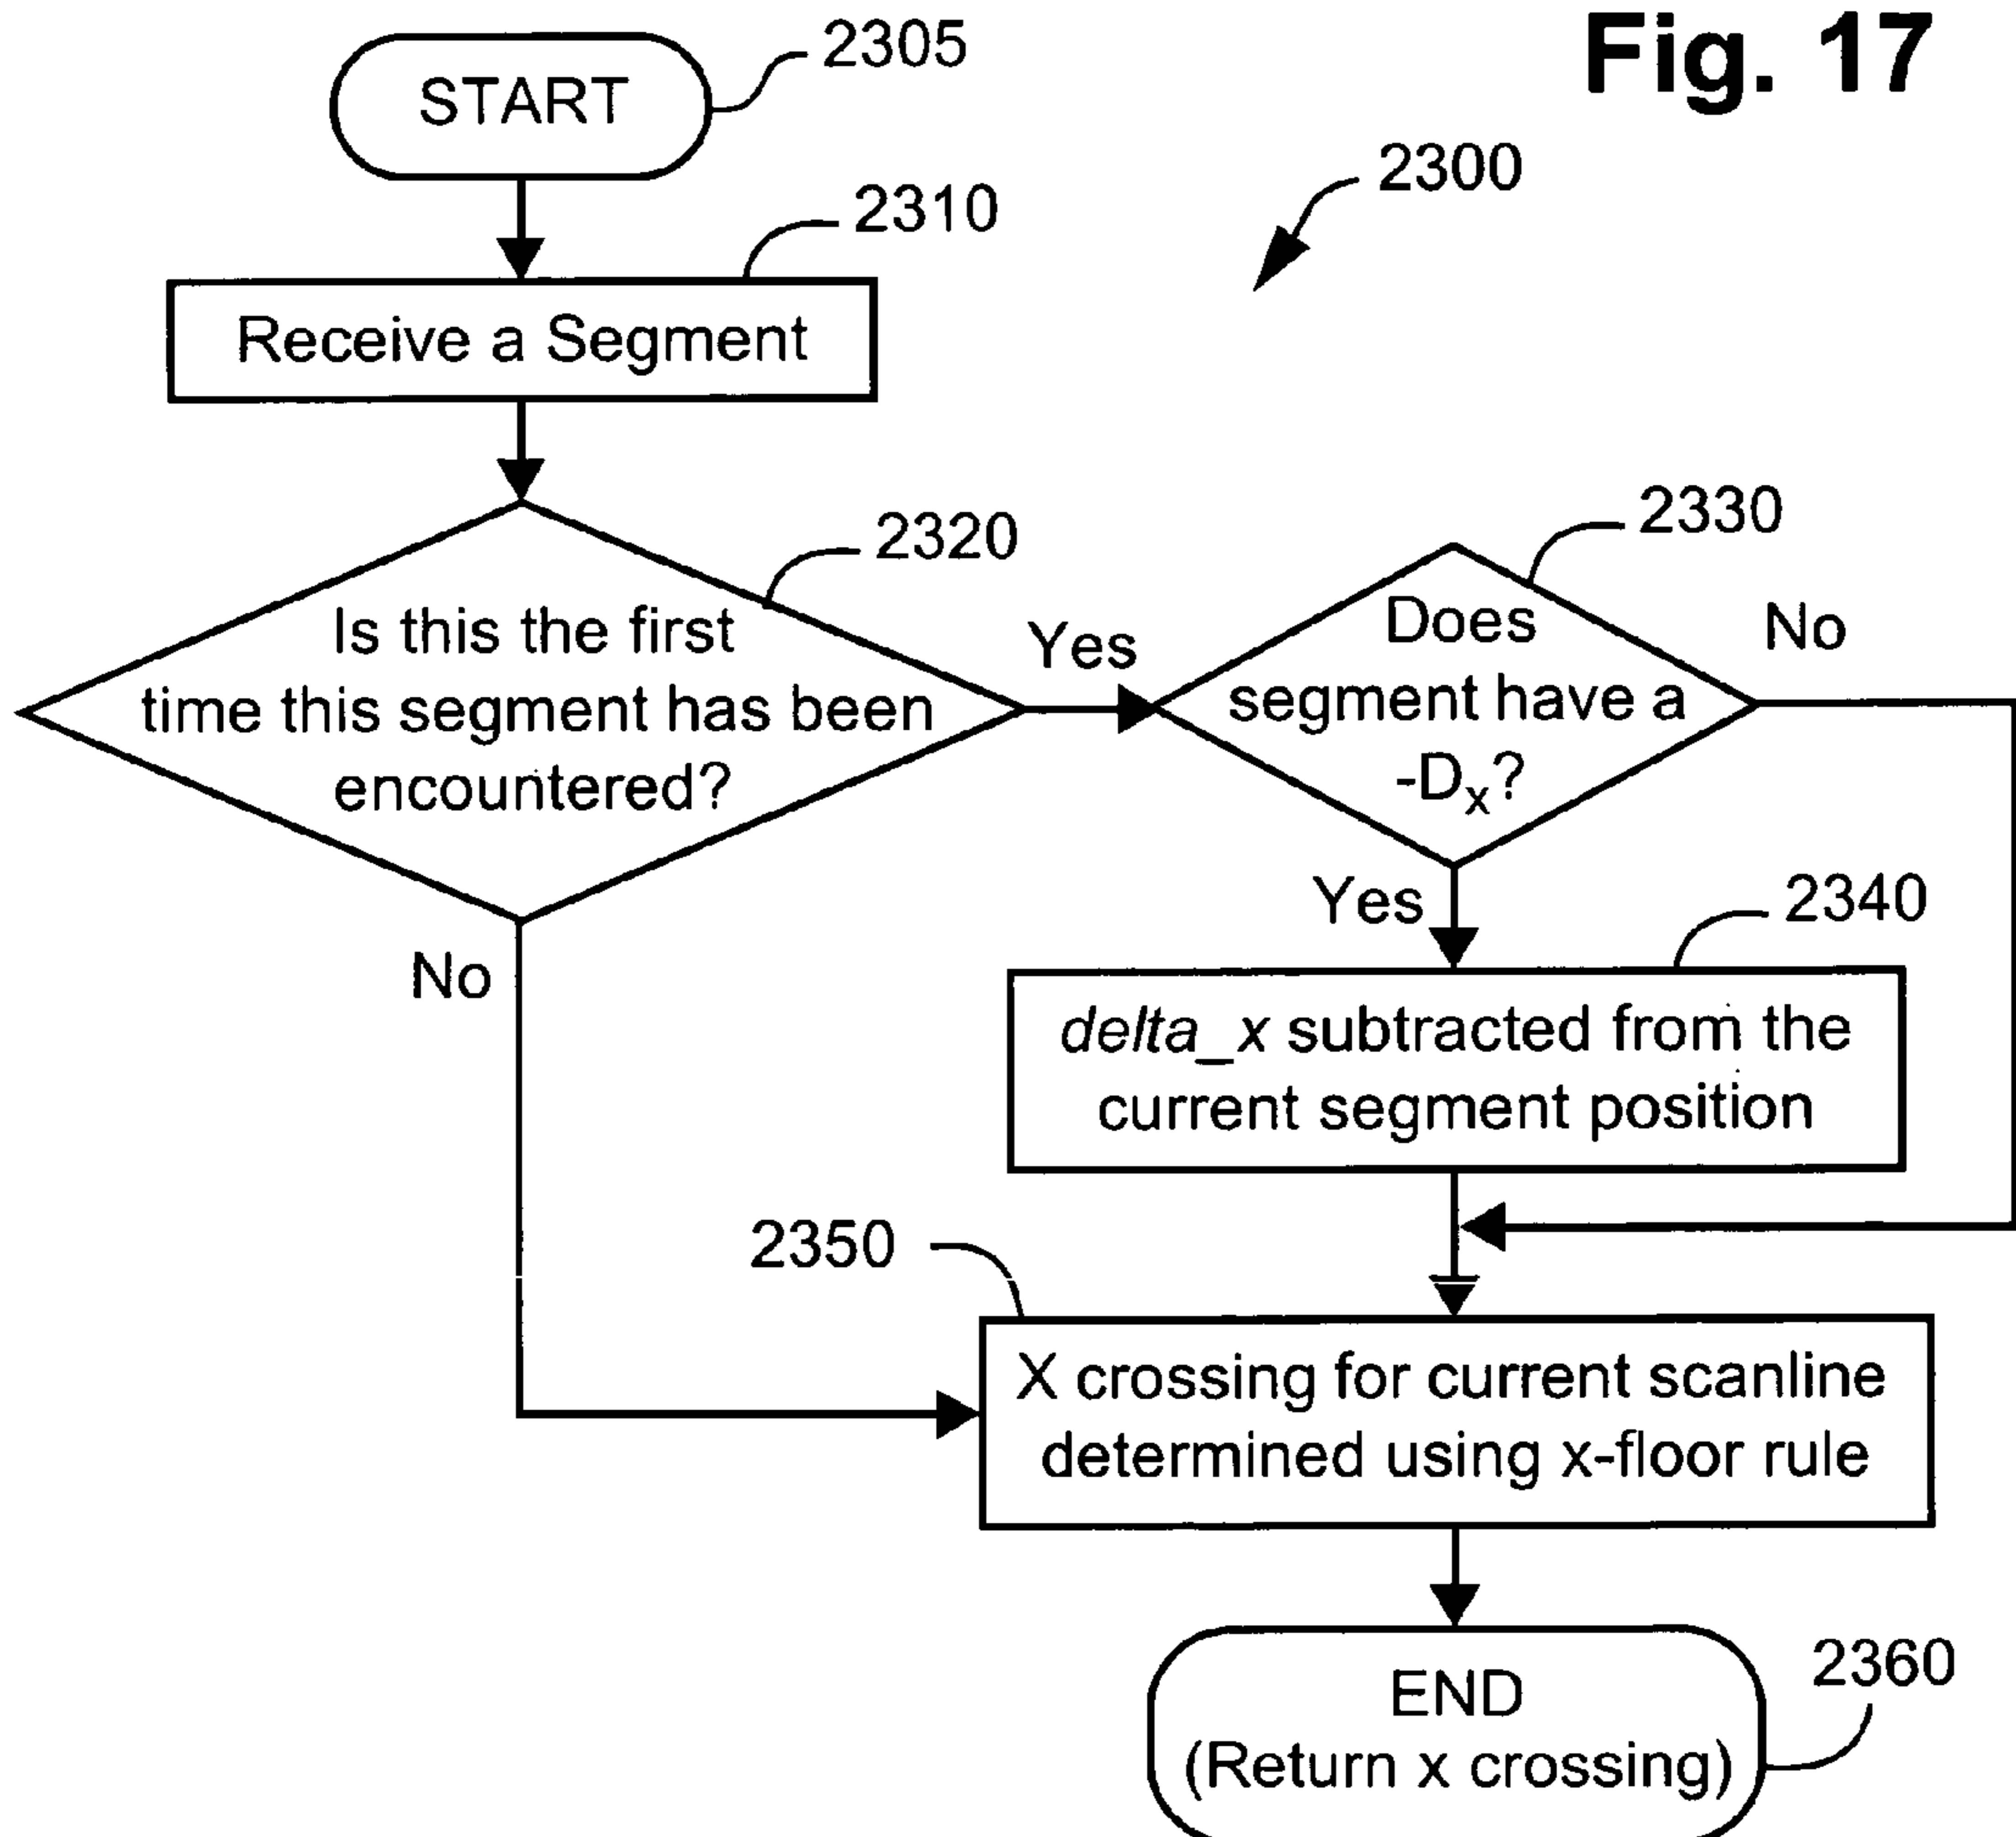 Fig. 17
2305
START
2300
2310
Receive a Segment
2320
Is this the first
time this segment has been
encountered?
Yes
2330
Does
segment have a
-Dx?
No
Yes
2340
delta_x subtracted from the
current segment position
No
2350
X crossing for current scanline
determined using x-floor rule
END
(Return x crossing)
2360